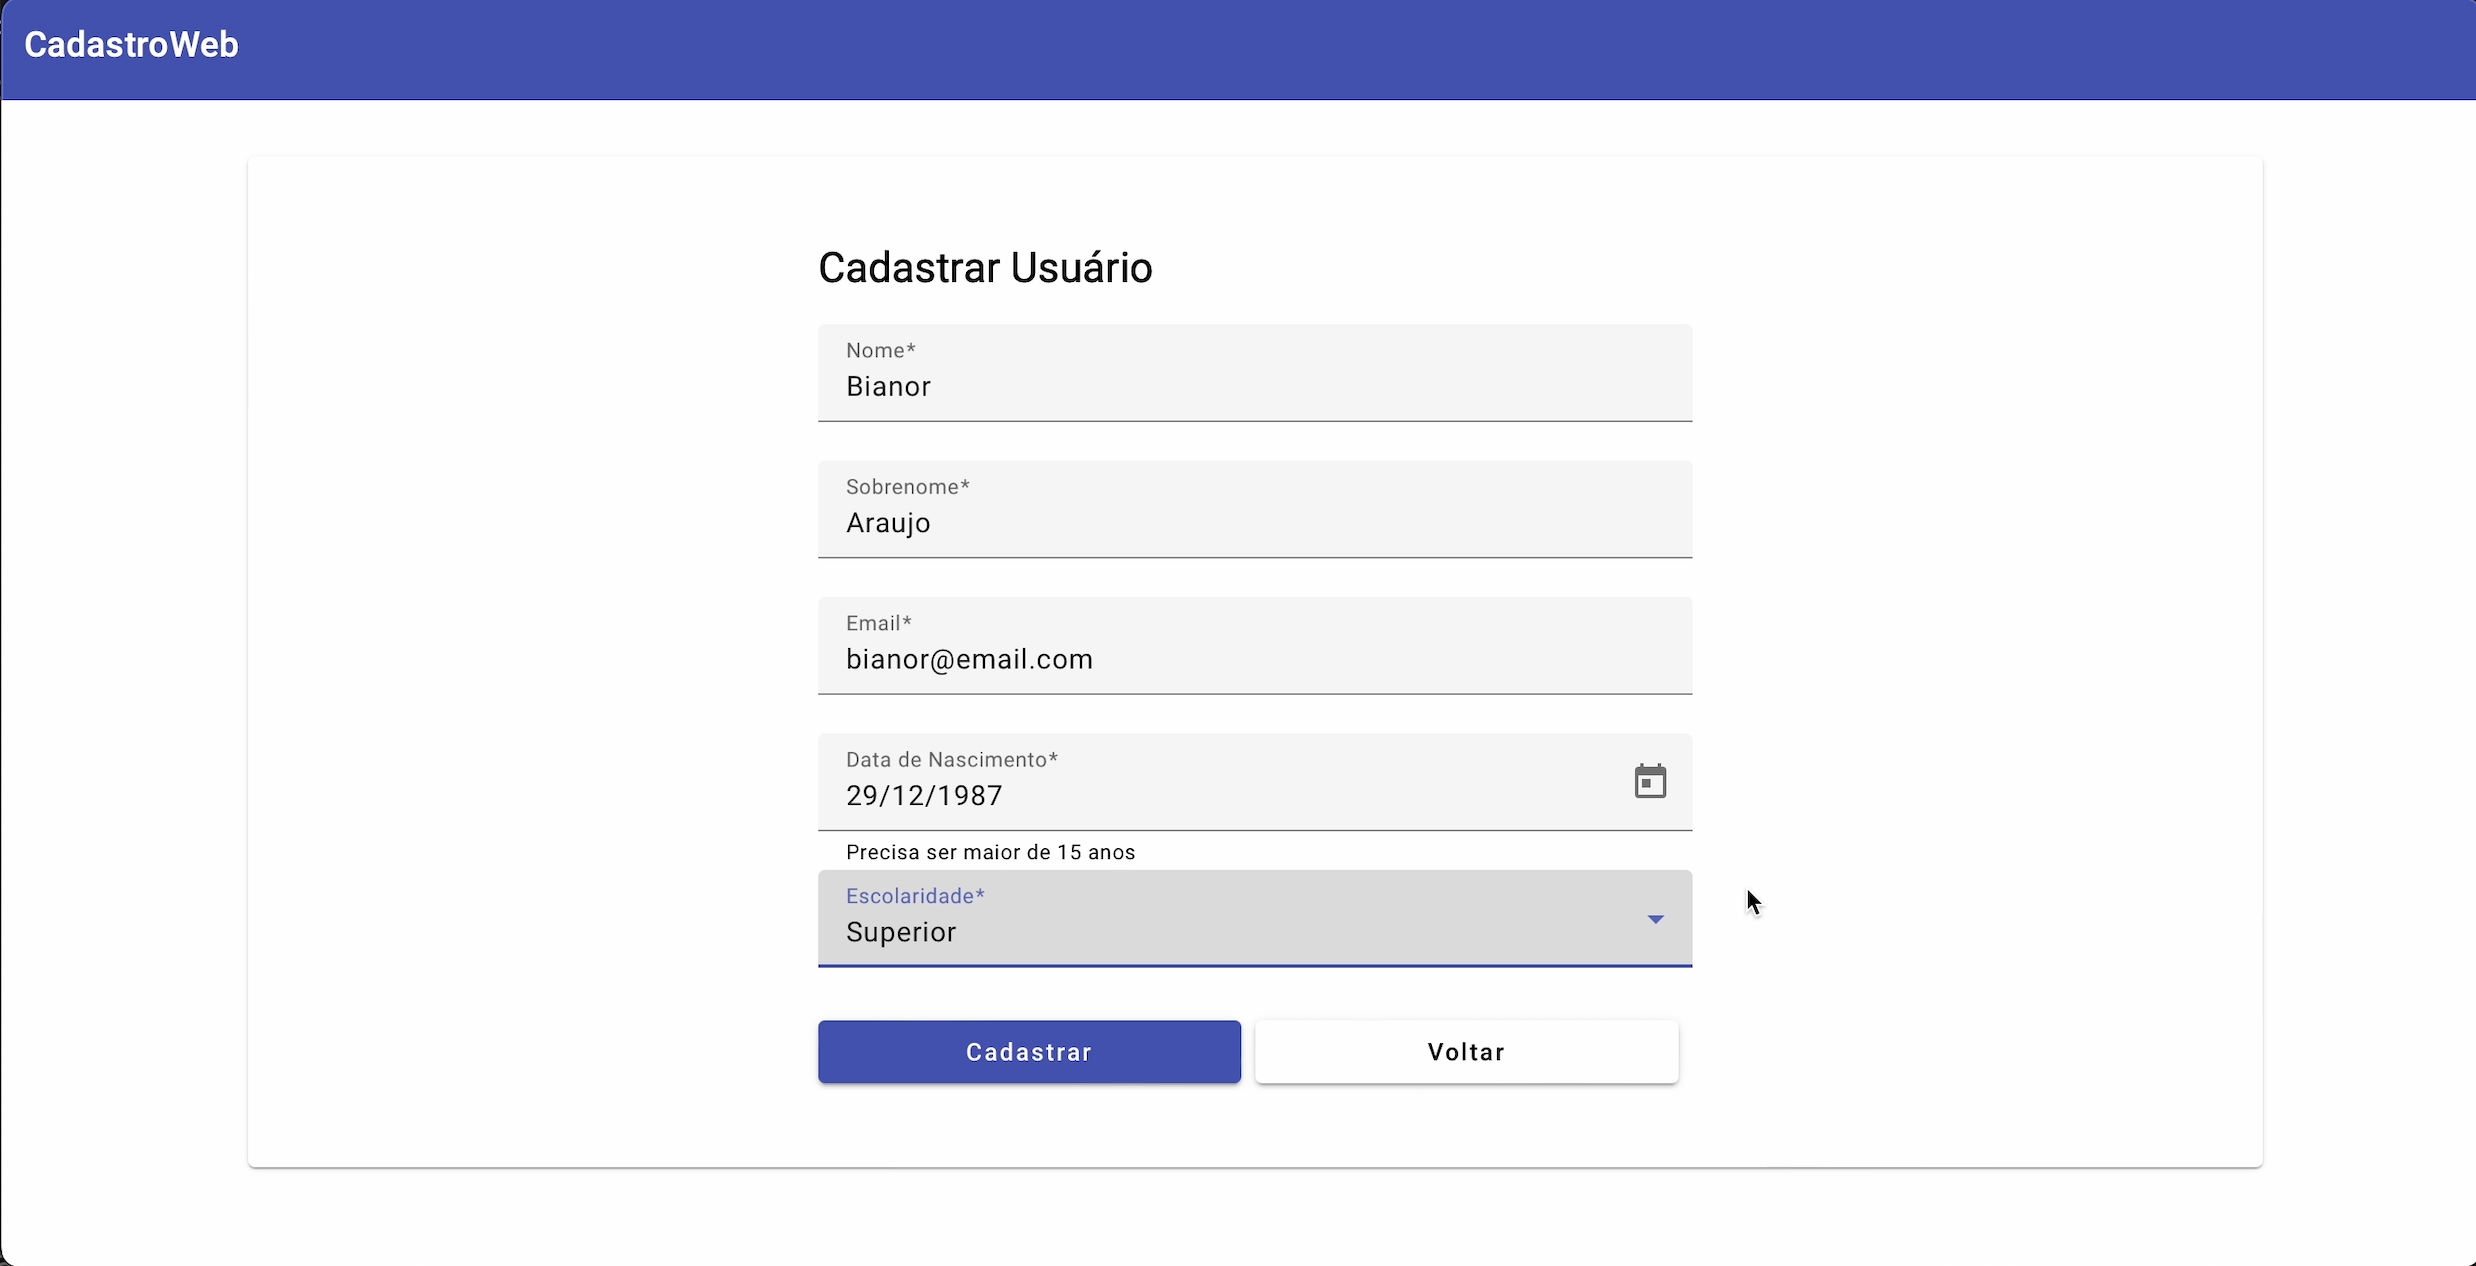 CadastroWeb
Cadastrar Usuário
Nome*
Bianor
Sobrenome*
Araujo
Email*
bianor@email.com
Data de Nascimento*
29/12/1987
Precisa ser maior de 15 anos
Escolaridade*
Superior
Cadastrar
Voltar